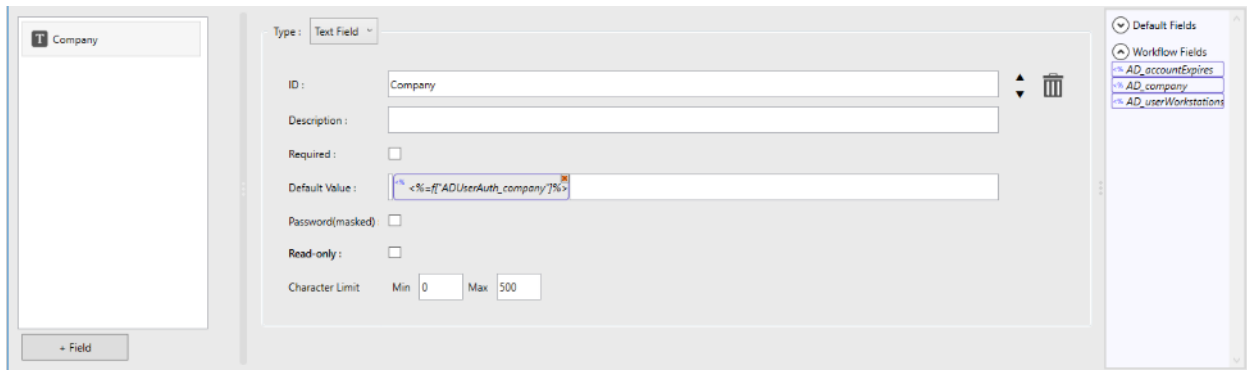 T Company
+ Field
Type : Text Field
ID : Company
Description :
Required :
Default Value : <% <%=f["ADUserAuth_company"]%>
Password(masked)
Read-only :
Character Limit Min 0 Max 500
Default Fields
Workflow Fields
<% AD_accountExpires
<% AD_company
<% AD_userWorkstations